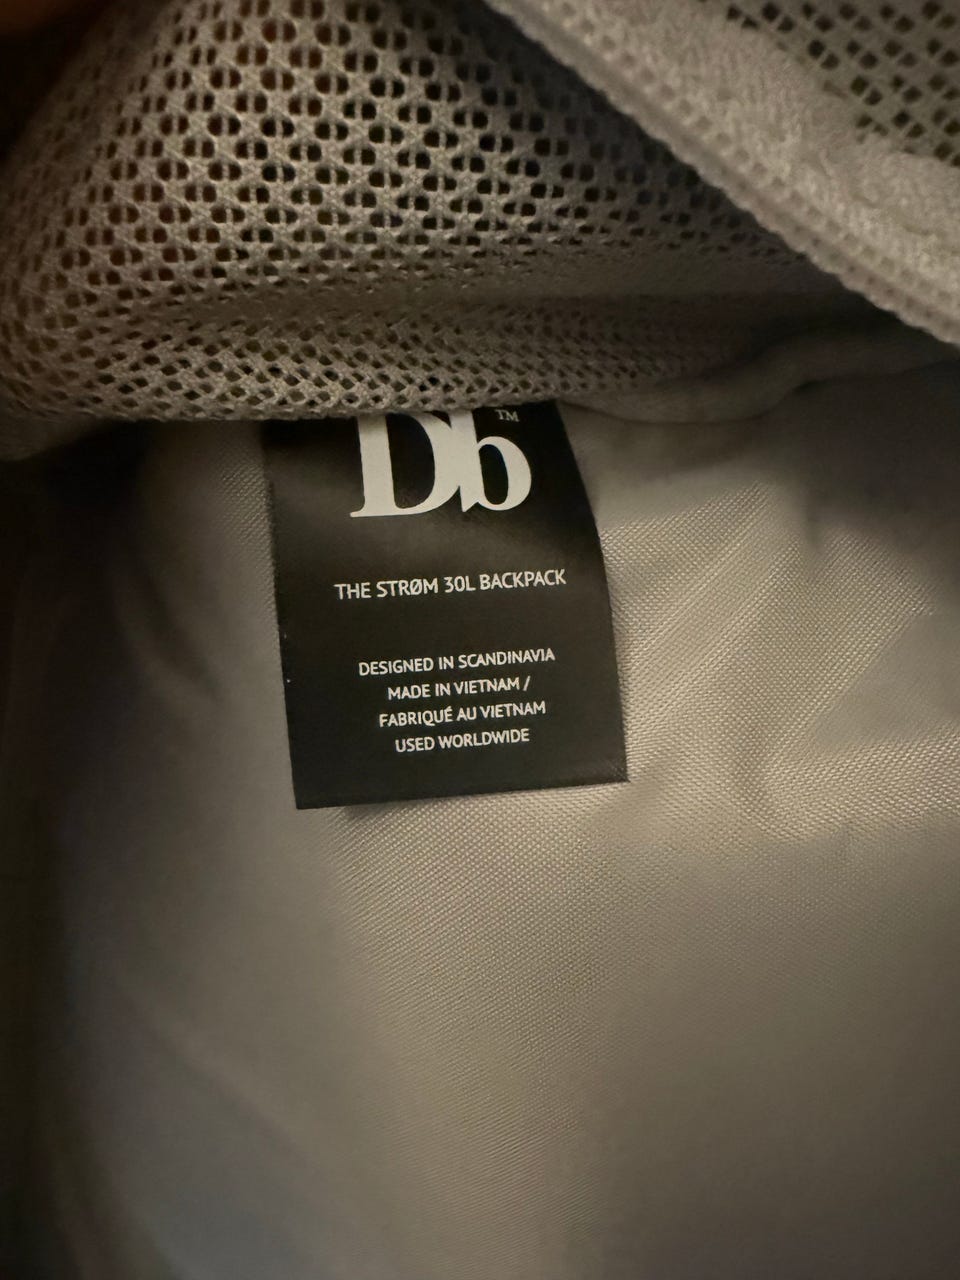 Db™
THE STRØM 30L BACKPACK
DESIGNED IN SCANDINAVIA
MADE IN VIETNAM /
FABRIQUÉ AU VIETNAM
USED WORLDWIDE